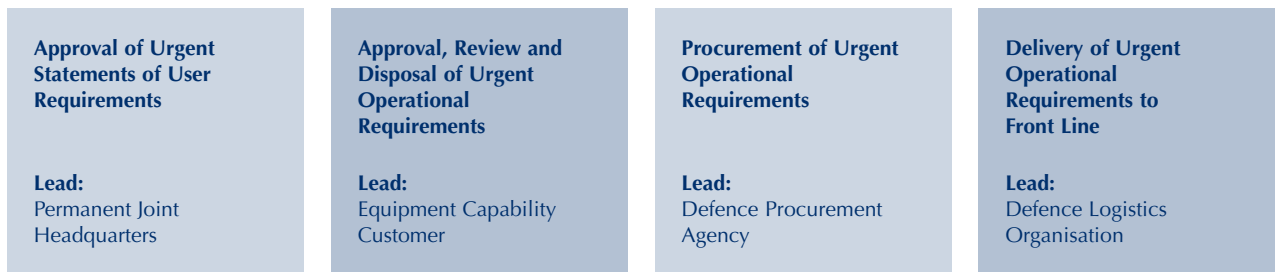 Approval of Urgent
Statements of User
Requirements
Lead:
Permanent Joint
Headquarters
Approval, Review and
Disposal of Urgent
Operational
Requirements
Lead:
Equipment Capability
Customer
Procurement of Urgent
Operational
Requirements
Lead:
Defence Procurement
Agency
Delivery of Urgent
Operational
Requirements to
Front Line
Lead:
Defence Logistics
Organisation